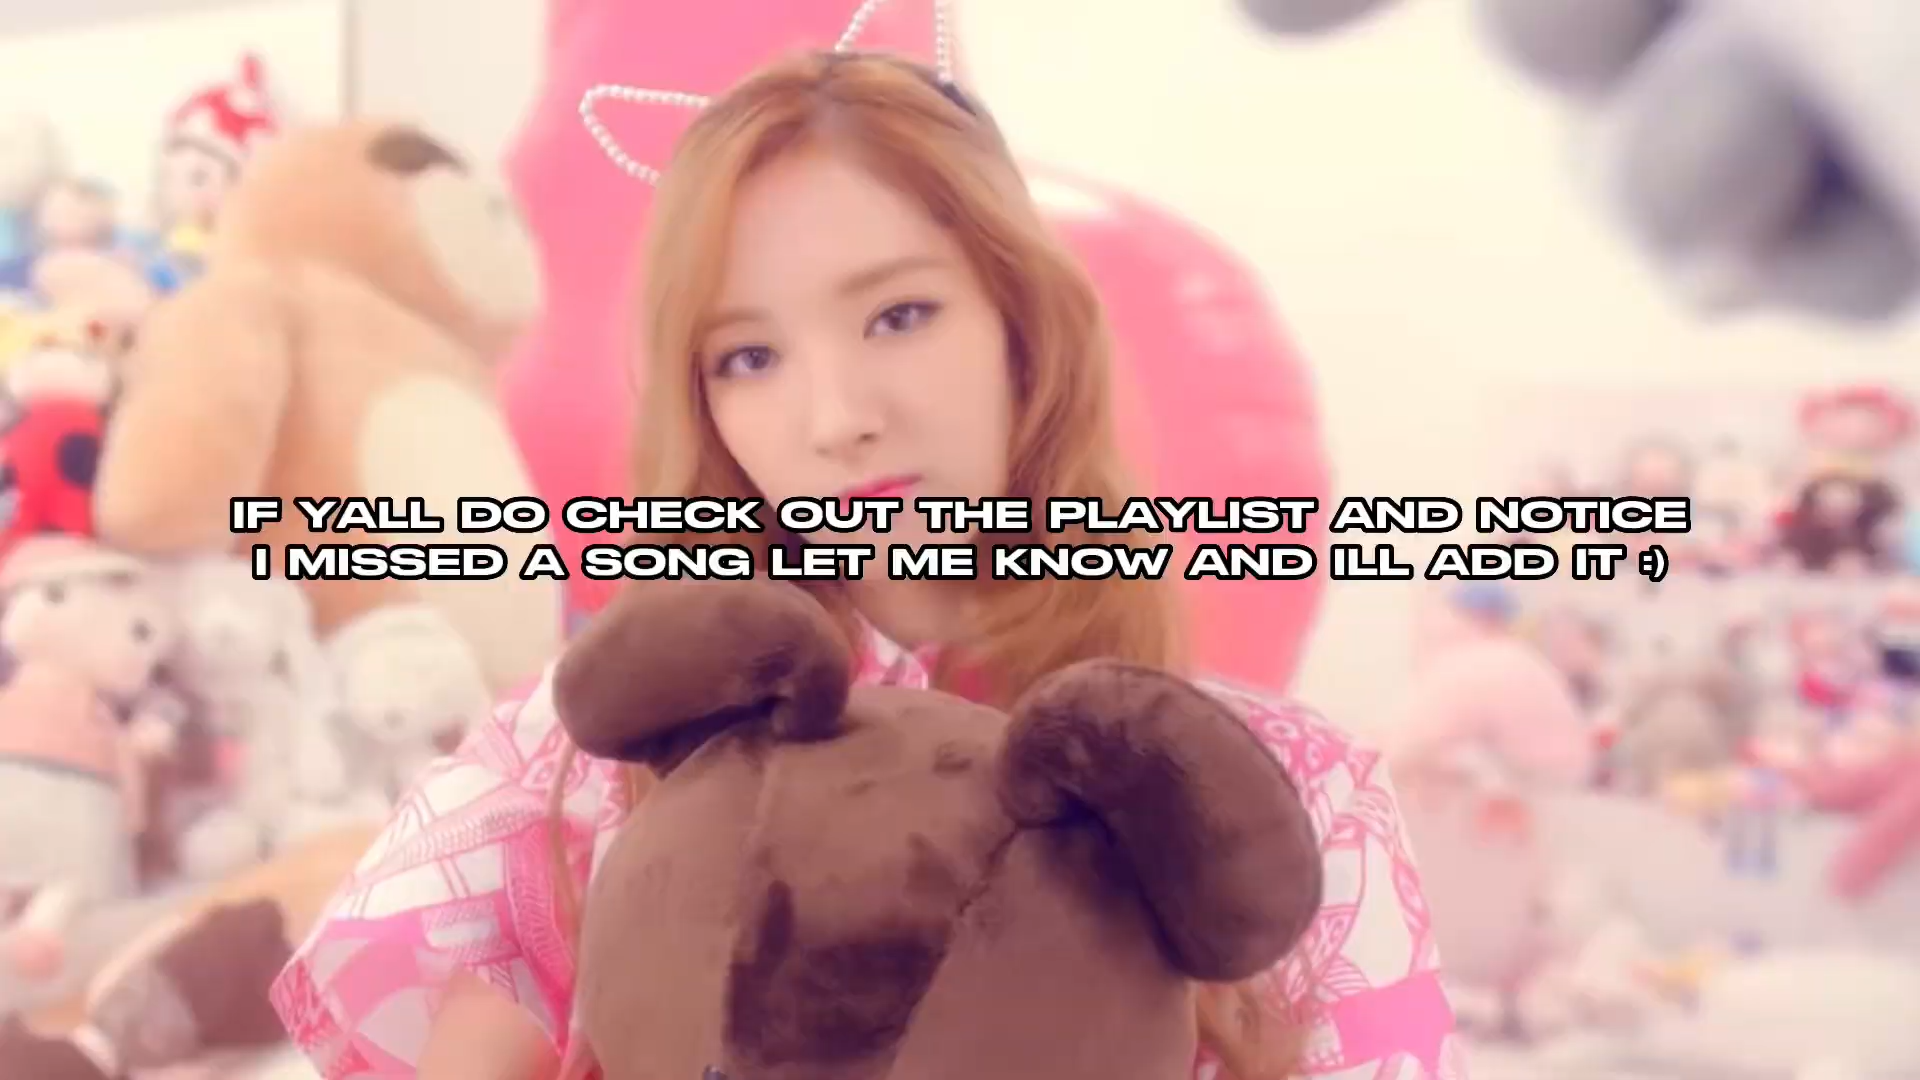 IF YALL DO CHECK OUT THE PLAYLIST AND NOTICE
I MISSED A SONG LET ME KNOW AND ILL ADD IT :)